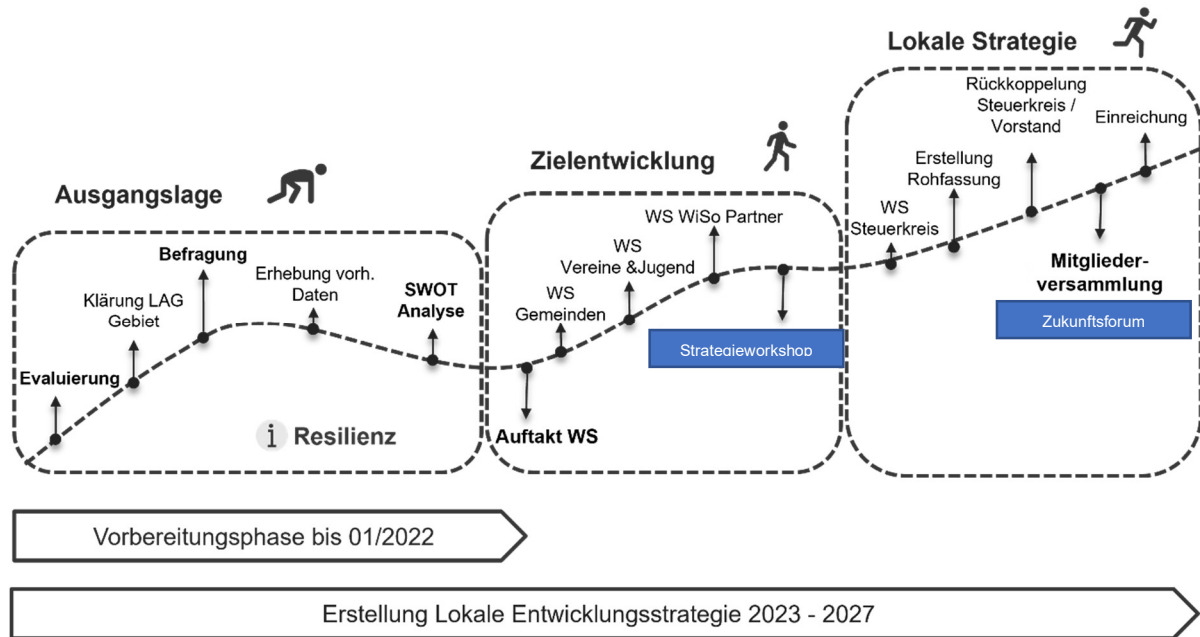 Ausgangslage
Evaluierung
Klärung LAG
Gebiet
Befragung
Erhebung vorh.
Daten
SWOT
Analyse
i Resilienz
Zielentwicklung
Auftakt WS
WS
Gemeinden
WS
Vereine &Jugend
WS WiSo Partner
Strategieworkshop
Lokale Strategie
WS
Steuerkreis
Erstellung
Rohfassung
Rückkoppelung
Steuerkreis /
Vorstand
Mitglieder-
versammlung
Zukunftsforum
Einreichung
Vorbereitungsphase bis 01/2022
Erstellung Lokale Entwicklungsstrategie 2023 - 2027